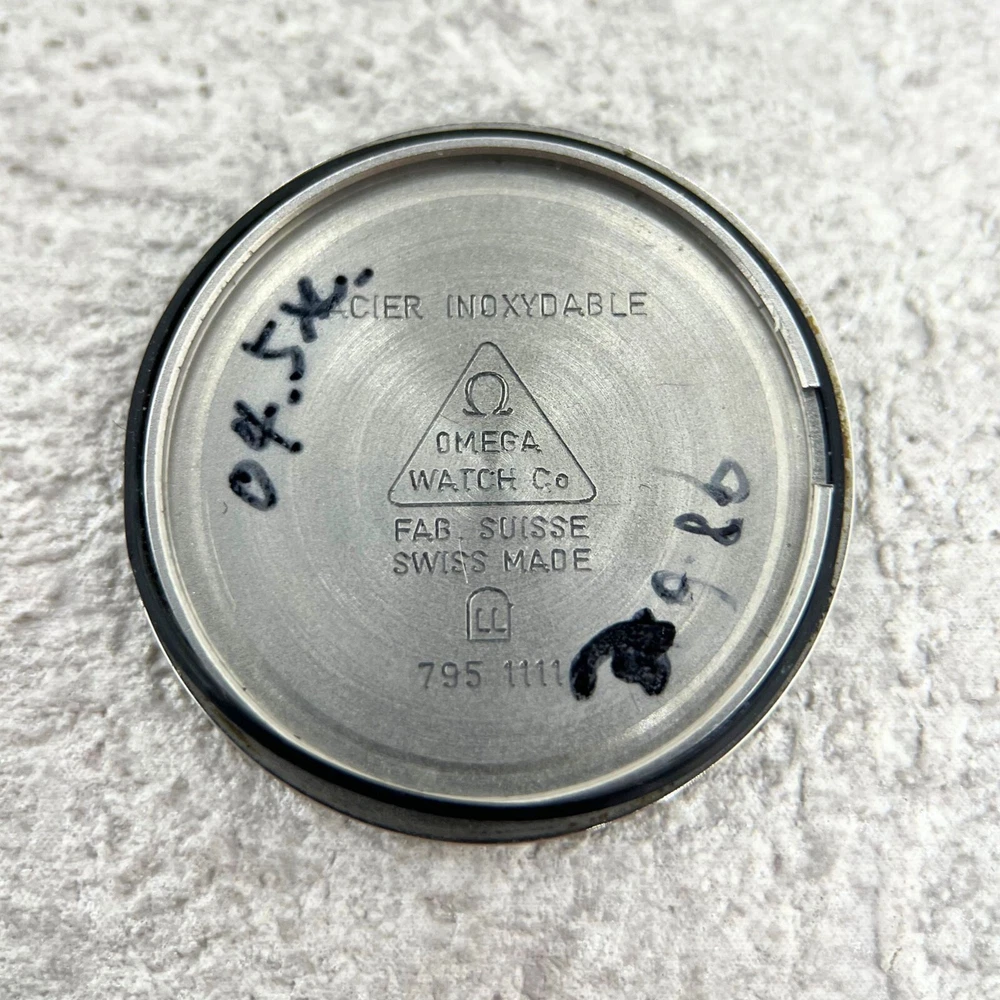 ACIER INOXYDABLE
Ω
OMEGA
WATCH Co
FAB. SUISSE
SWISS MADE
F
795 1111